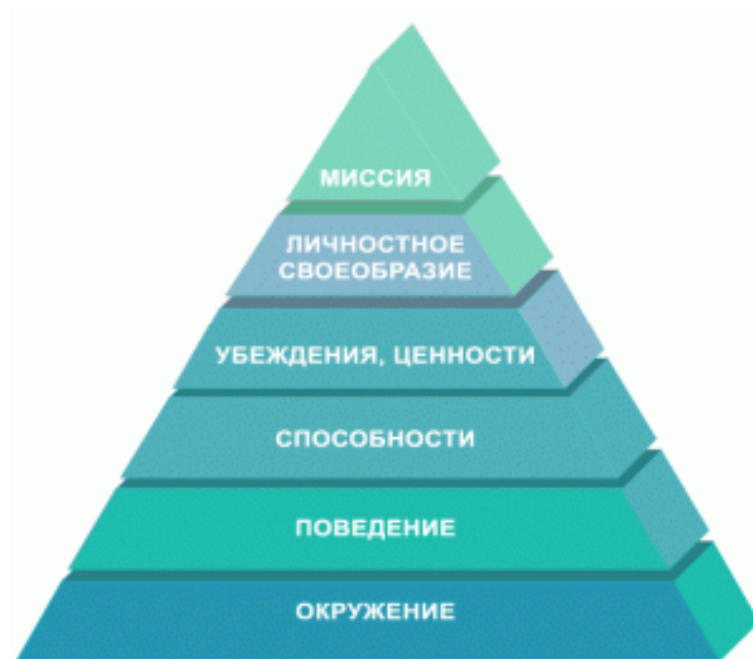 МИССИЯ
ЛИЧНОСТНОЕ
СВОЕОБРАЗИЕ
УБЕЖДЕНИЯ, ЦЕННОСТИ
СПОСОБНОСТИ
ПОВЕДЕНИЕ
ОКРУЖЕНИЕ